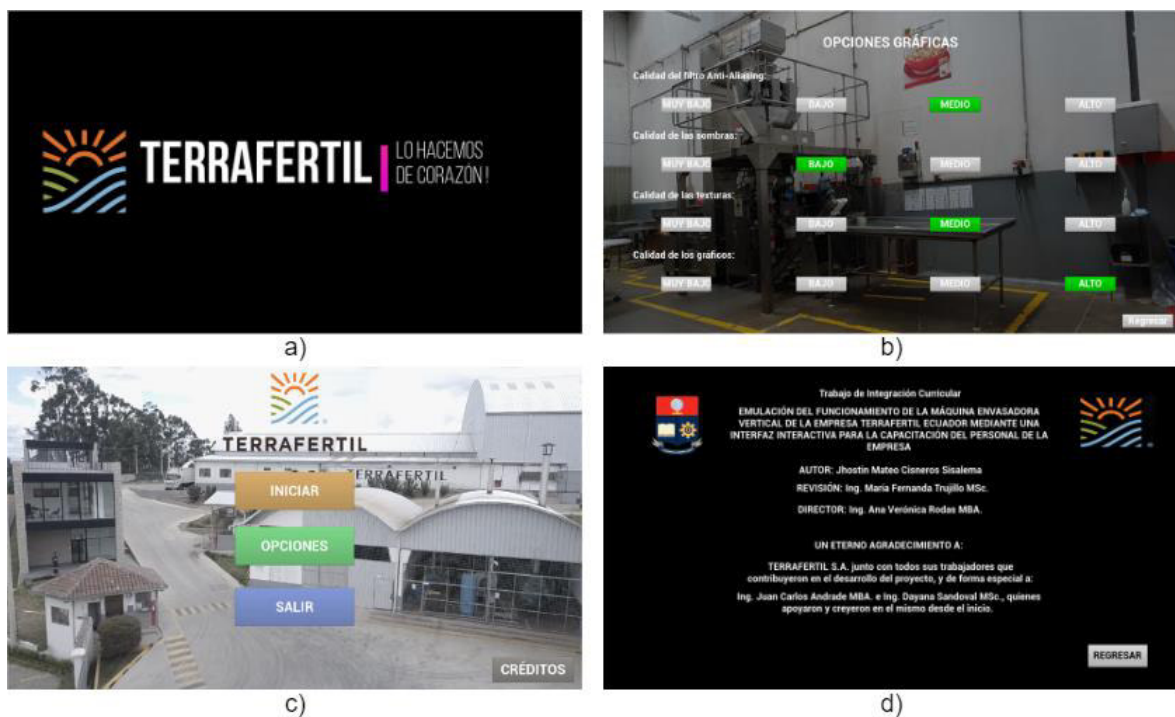 TERRAFERTIL
LO HACEMOS
DE CORAZÓN!
a)
OPCIONES GRÁFICAS
Calidad del filtro Anti-Aliasing:
MUY BAJO BAJO MEDIO ALTO
Calidad de las sombras:
MUY BAJO BAJO MEDIO ALTO
Calidad de las texturas:
MUY BAJO BAJO MEDIO ALTO
Calidad de los gráficos:
MUY BAJO BAJO MEDIO ALTO
Regresar
b)
TERRAFERTIL
TERRAFERTIL
INICIAR
OPCIONES
SALIR
CRÉDITOS
c)
Trabajo de Integración Curricular
EMULACIÓN DEL FUNCIONAMIENTO DE LA MÁQUINA ENVASADORA
VERTICAL DE LA EMPRESA TERRAFERTIL ECUADOR MEDIANTE UNA
INTERFAZ INTERACTIVA PARA LA CAPACITACIÓN DEL PERSONAL DE LA
EMPRESA
AUTOR: Jhostin Mateo Cisneros Sisalema
REVISIÓN: Ing. María Fernanda Trujillo MSc.
DIRECTOR: Ing. Ana Verónica Rodas MBA.
UN ETERNO AGRADECIMIENTO A:
TERRAFERTIL S.A. junto con todos sus trabajadores que
contribuyeron en el desarrollo del proyecto, y de forma especial a:
Ing. Juan Carlos Andrade MBA. e Ing. Dayana Sandoval MSc., quienes
apoyaron y creyeron en el mismo desde el inicio.
REGRESAR
d)